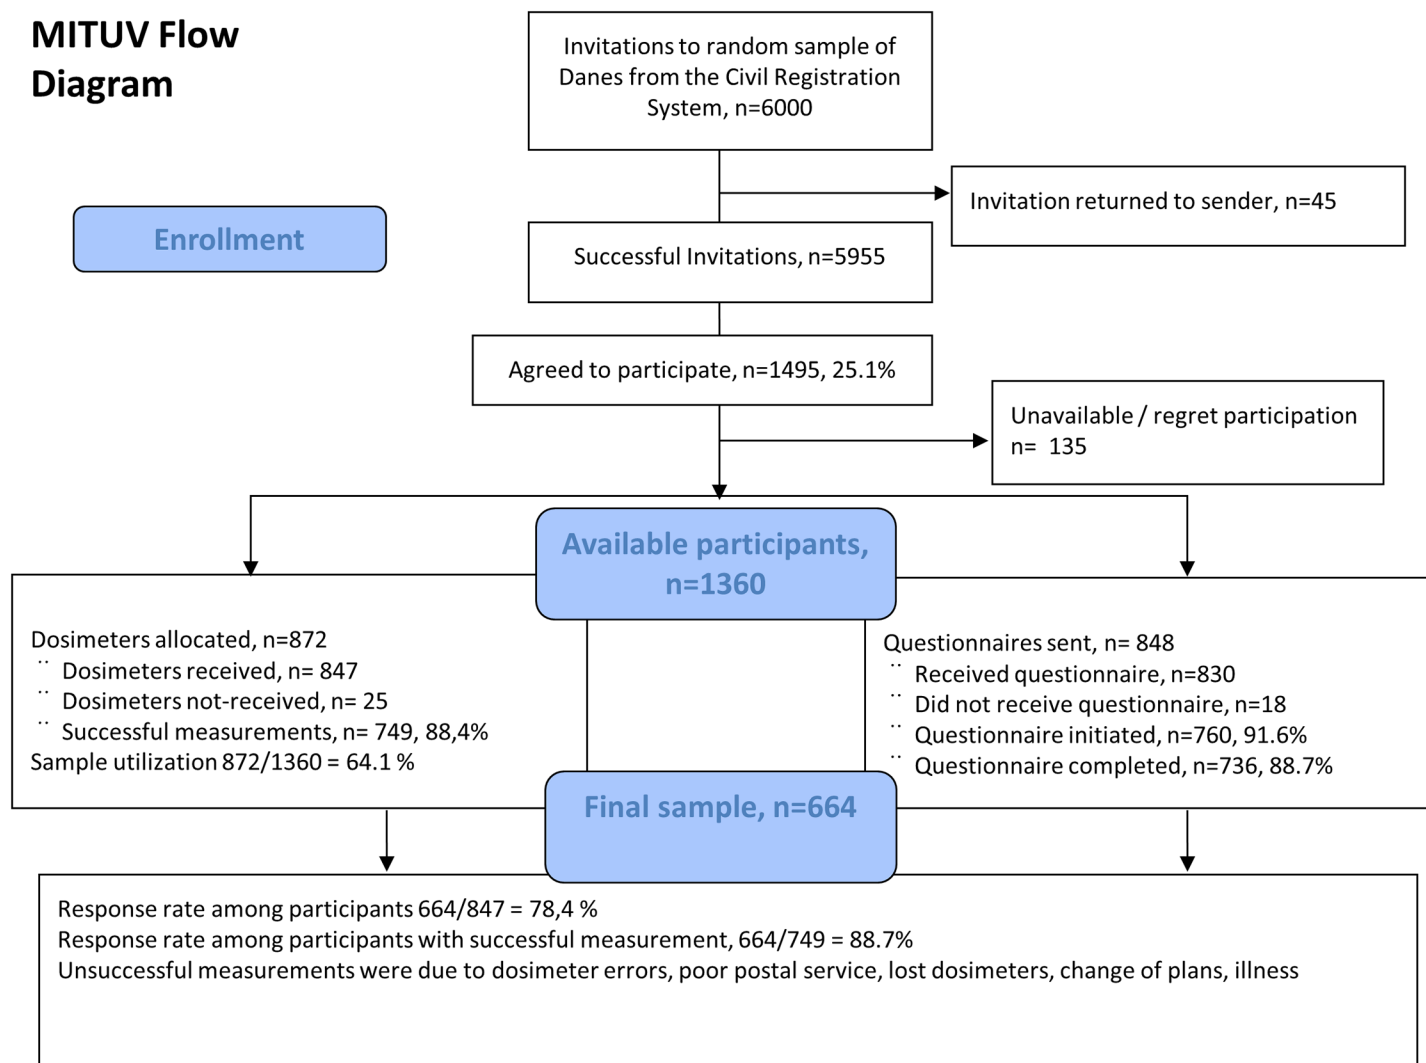 MITUV Flow
Diagram
Invitations to random sample of
Danes from the Civil Registration
System, n=6000
Invitation returned to sender, n=45
Enrollment
Successful Invitations, n=5955
Agreed to participate, n=1495, 25.1%
Unavailable / regret participation
n= 135
Available participants,
n=1360
Dosimeters allocated, n=872
¨ Dosimeters received, n= 847
¨ Dosimeters not-received, n= 25
¨ Successful measurements, n= 749, 88,4%
Sample utilization 872/1360 = 64.1 %
Questionnaires sent, n= 848
¨ Received questionnaire, n=830
¨ Did not receive questionnaire, n=18
¨ Questionnaire initiated, n=760, 91.6%
¨ Questionnaire completed, n=736, 88.7%
Final sample, n=664
Response rate among participants 664/847 = 78,4 %
Response rate among participants with successful measurement, 664/749 = 88.7%
Unsuccessful measurements were due to dosimeter errors, poor postal service, lost dosimeters, change of plans, illness